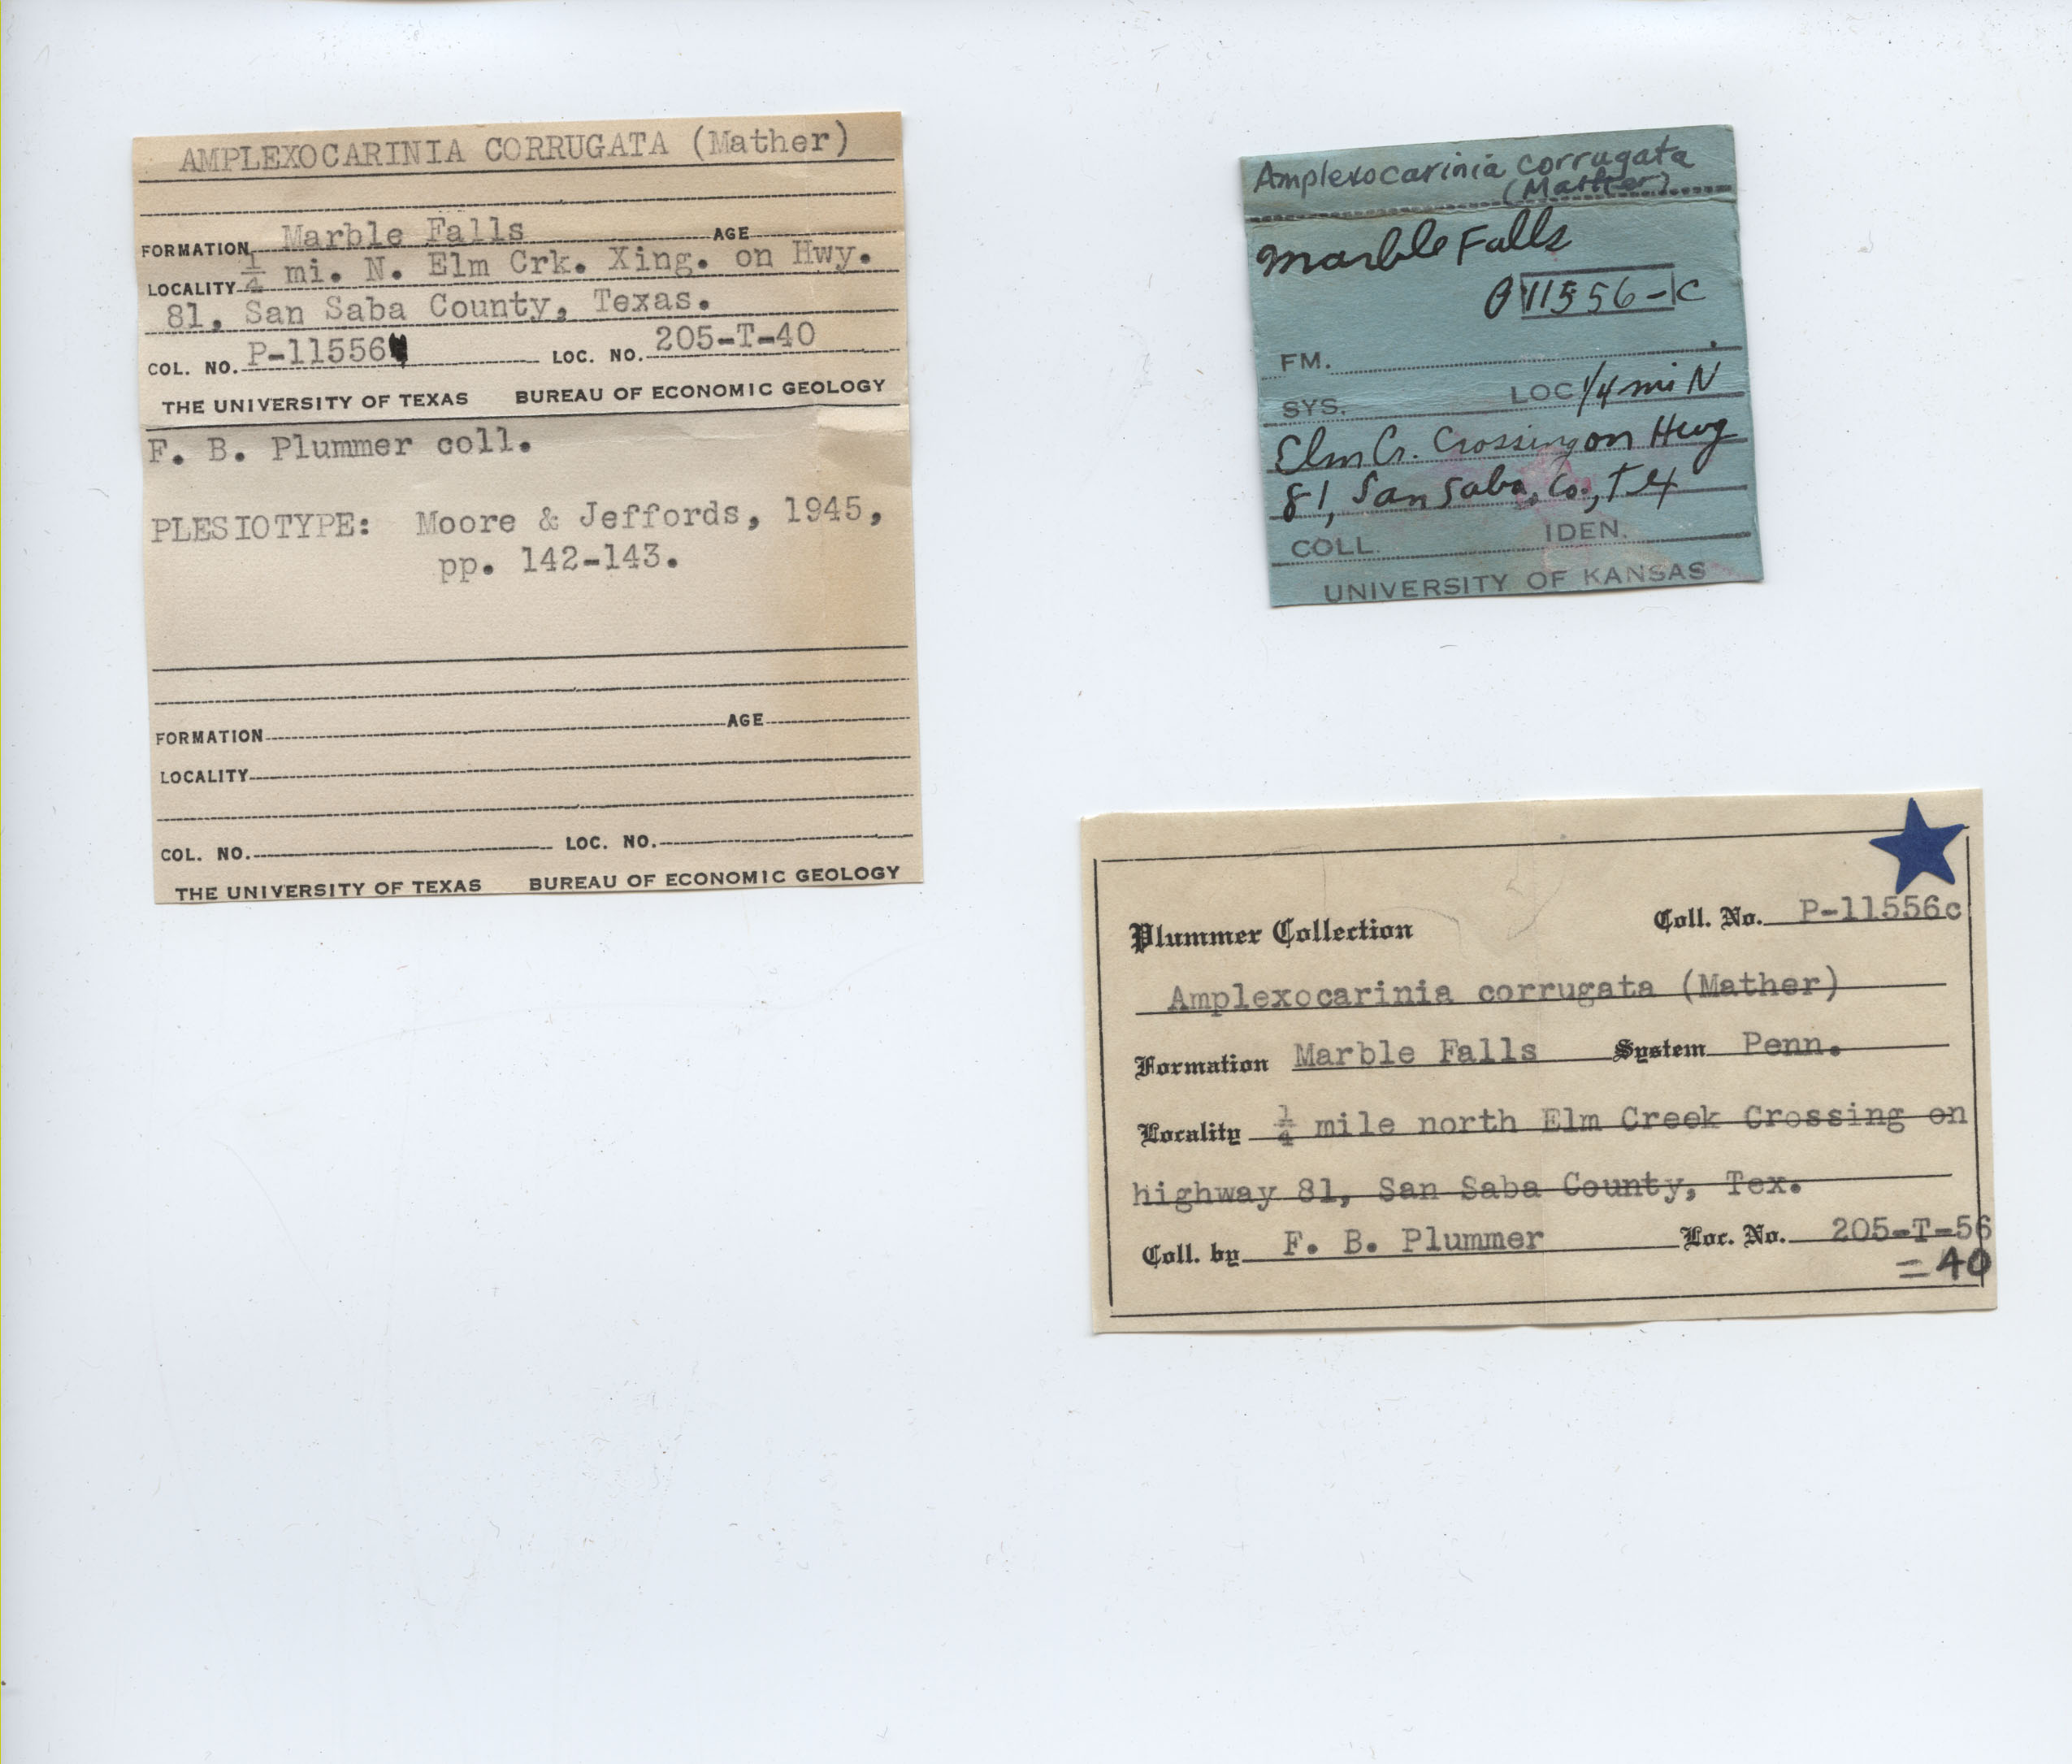 AMPLEXOCARINIA CORRUGATA (Mather)
FORMATION Marble Falls AGE
LOCALITY 1/4 mi. N. Elm Crk. Xing. on Hwy.
81, San Saba County, Texas.
COL. NO. P-11556 LOC. NO. 205-T-40
THE UNIVERSITY OF TEXAS BUREAU OF ECONOMIC GEOLOGY
F. B. Plummer coll.
PLESIOTYPE: Moore & Jeffords, 1945,
pp. 142-143.
FORMATION AGE
LOCALITY
COL. NO. LOC. NO.
THE UNIVERSITY OF TEXAS BUREAU OF ECONOMIC GEOLOGY
Amplexocarinia corrugata
(Mather)
Marble Falls
P 11556-C
FM.
SYS. LOC 1/4 mi N
Elm Cr. Crossing on Hwy
81, San Saba, Co., Tex
COLL. IDEN.
UNIVERSITY OF KANSAS
Plummer Collection Coll. No. P-11556c
Amplexocarinia corrugata (Mather)
Formation Marble Falls System Penn.
Locality 1/4 mile north Elm Creek Crossing on
highway 81, San Saba County, Tex.
Coll. by F. B. Plummer Loc. No. 205-T-56
= 40